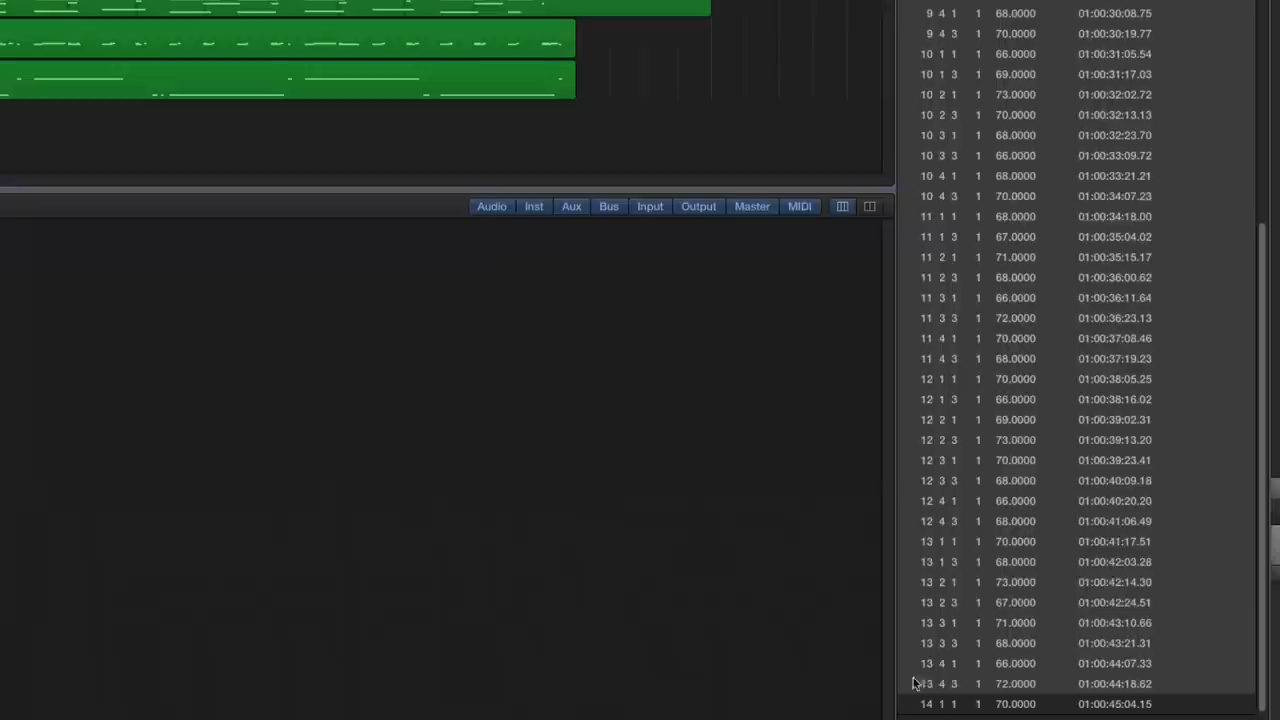 9 4 1 1 68.0000 01:00:30:08.75
9 4 3 1 70.0000 01:00:30:19.77
10 1 1 1 66.0000 01:00:31:05.54
10 1 3 1 69.0000 01:00:31:17.03
10 2 1 1 73.0000 01:00:32:02.72
10 2 3 1 70.0000 01:00:32:13.13
10 3 1 1 68.0000 01:00:32:23.70
10 3 3 1 66.0000 01:00:33:09.72
10 4 1 1 68.0000 01:00:33:21.21
10 4 3 1 70.0000 01:00:34:07.23
Audio Inst Aux Bus Input Output Master MIDI
11 1 1 1 68.0000 01:00:34:18.00
11 1 3 1 67.0000 01:00:35:04.02
11 2 1 1 71.0000 01:00:35:15.17
11 2 3 1 68.0000 01:00:36:00.62
11 3 1 1 66.0000 01:00:36:11.64
11 3 3 1 72.0000 01:00:36:23.13
11 4 1 1 70.0000 01:00:37:08.46
11 4 3 1 68.0000 01:00:37:19.23
12 1 1 1 70.0000 01:00:38:05.25
12 1 3 1 66.0000 01:00:38:16.02
12 2 1 1 69.0000 01:00:39:02.31
12 2 3 1 73.0000 01:00:39:13.20
12 3 1 1 70.0000 01:00:39:23.41
12 3 3 1 68.0000 01:00:40:09.18
12 4 1 1 66.0000 01:00:40:20.20
12 4 3 1 68.0000 01:00:41:06.49
13 1 1 1 70.0000 01:00:41:17.51
13 1 3 1 68.0000 01:00:42:03.28
13 2 1 1 73.0000 01:00:42:14.30
13 2 3 1 67.0000 01:00:42:24.51
13 3 1 1 71.0000 01:00:43:10.66
13 3 3 1 68.0000 01:00:43:21.31
13 4 1 1 66.0000 01:00:44:07.33
13 4 3 1 72.0000 01:00:44:18.62
14 1 1 1 70.0000 01:00:45:04.15